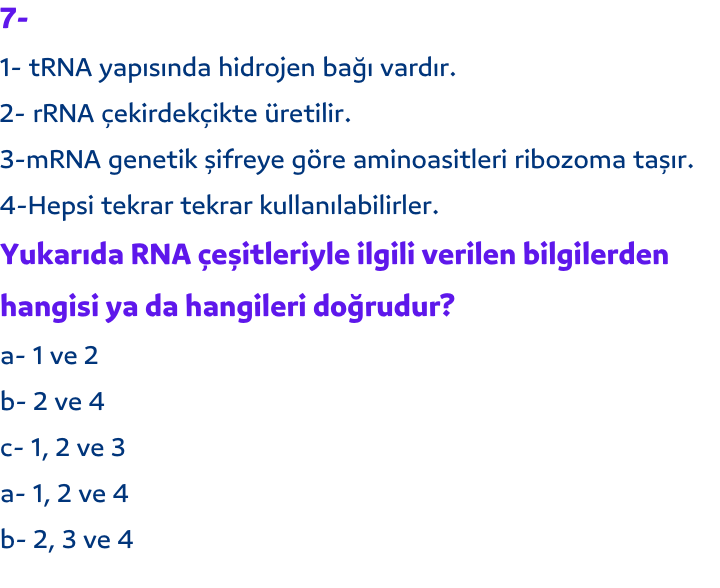 7-
1- tRNA yapısında hidrojen bağı vardır.
2- rRNA çekirdekçikte üretilir.
3-mRNA genetik şifreye göre aminoasitleri ribozoma taşır.
4-Hepsi tekrar tekrar kullanılabilirler.
Yukarıda RNA çeşitleriyle ilgili verilen bilgilerden
hangisi ya da hangileri doğrudur?
a- 1 ve 2
b- 2 ve 4
c- 1, 2 ve 3
a- 1, 2 ve 4
b- 2, 3 ve 4